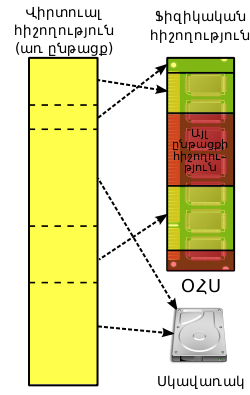 Վիրտուալ
հիշողություն
(առ ընթացք)
Ֆիզիկական
հիշողություն
Այլ
ընթացքի
հիշողու-
թյուն
ՕՀՍ
Սկավառակ